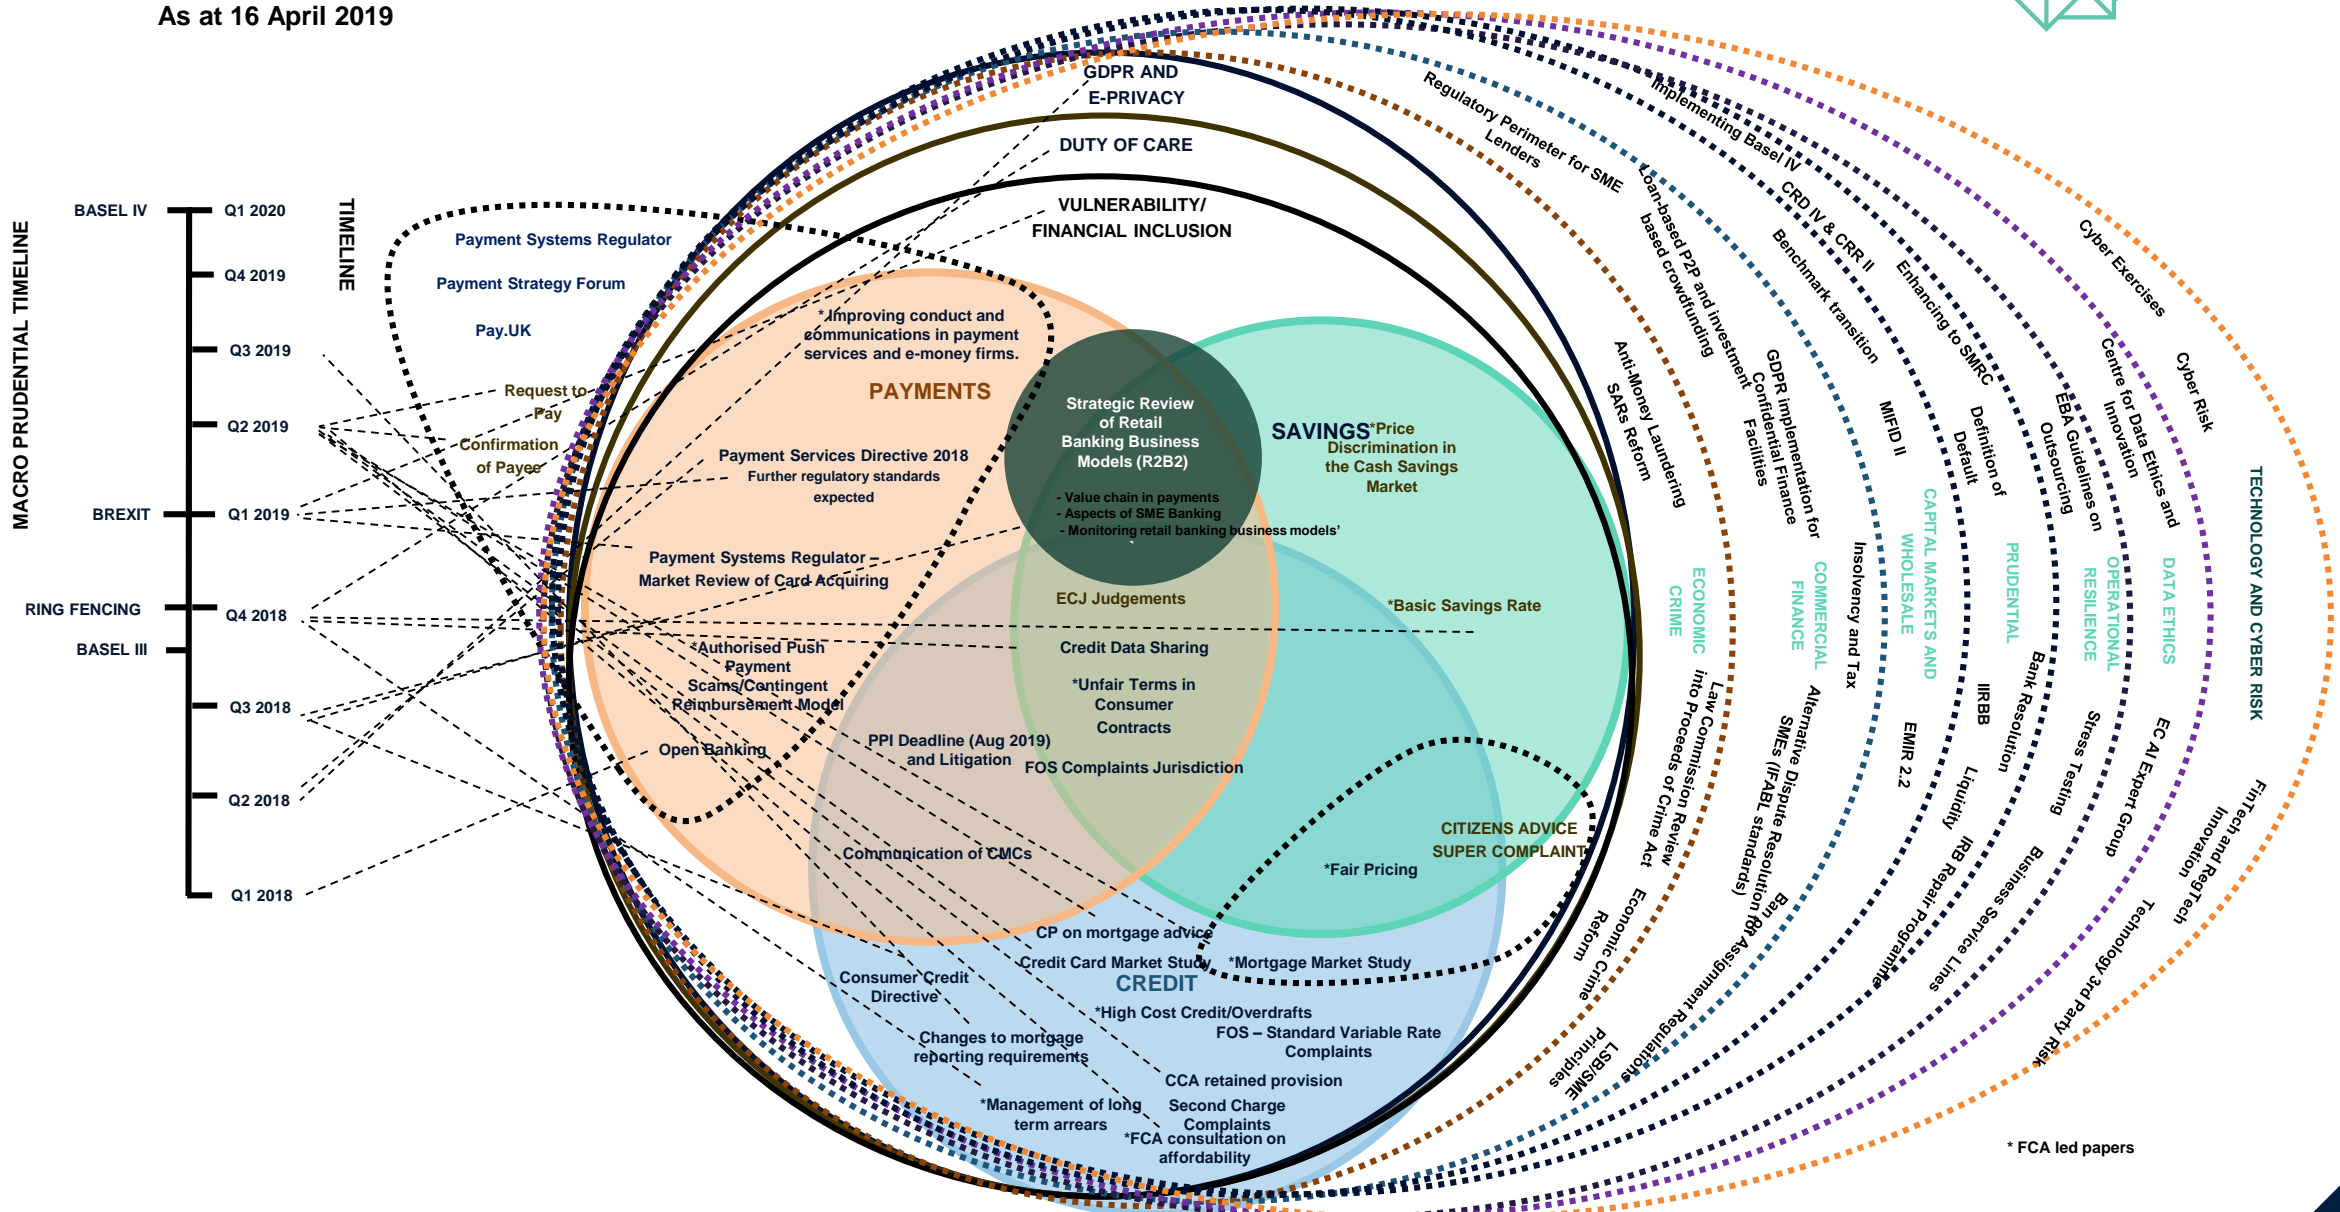 As at 16 April 2019
MACRO PRUDENTIAL TIMELINE
TIMELINE
BASEL IV
BREXIT
RING FENCING
BASEL III
Q1 2020
Q4 2019
Q3 2019
Q2 2019
Q1 2019
Q4 2018
Q3 2018
Q2 2018
Q1 2018
Payment Systems Regulator
Payment Strategy Forum
Pay.UK
Request to
Pay
Confirmation
of Payee
GDPR AND
E-PRIVACY
DUTY OF CARE
VULNERABILITY/
FINANCIAL INCLUSION
* Improving conduct and
communications in payment
services and e-money firms.
PAYMENTS
Payment Services Directive 2018
Further regulatory standards
expected
Payment Systems Regulator –
Market Review of Card Acquiring
*Authorised Push
Payment
Scams/Contingent
Reimbursement Model
Open Banking
Strategic Review
of Retail
Banking Business
Models (R2B2)
- Value chain in payments
- Aspects of SME Banking
- Monitoring retail banking business models’
SAVINGS
*Price
Discrimination in
the Cash Savings
Market
*Basic Savings Rate
ECJ Judgements
Credit Data Sharing
*Unfair Terms in
Consumer
Contracts
PPI Deadline (Aug 2019)
and Litigation
FOS Complaints Jurisdiction
Communication of CMCs
CITIZENS ADVICE
SUPER COMPLAINT
*Fair Pricing
CP on mortgage advice
Credit Card Market Study
*Mortgage Market Study
CREDIT
Consumer Credit
Directive
*High Cost Credit/Overdrafts
FOS – Standard Variable Rate
Complaints
Changes to mortgage
reporting requirements
CCA retained provision
*Management of long
term arrears
Second Charge
Complaints
*FCA consultation on
affordability
Anti-Money Laundering
SARs Reform
ECONOMIC
CRIME
Law Commission Review
into Proceeds of Crime Act
Economic Crime
Reform
Regulatory Perimeter for SME
Lenders
Loan-based P2P and investment
based crowdfunding
GDPR implementation for
Confidential Finance
Facilities
COMMERCIAL
FINANCE
Insolvency and Tax
Alternative Dispute Resolution for
SMEs (IFABL standards)
Ban on Assignment Regulations
LSB/SME
Principles
Benchmark transition
MIFID II
CAPITAL MARKETS AND
WHOLESALE
EMIR 2.2
Implementing Basel IV
CRD IV & CRR II
Definition of
Default
PRUDENTIAL
IIRBB
Bank Resolution
Liquidity
IRB Repair Programme
Enhancing to SMRC
EBA Guidelines on
Outsourcing
OPERATIONAL
RESILIENCE
Stress Testing
Business Service Lines
Centre for Data Ethics and
Innovation
DATA ETHICS
EC AI Expert Group
Cyber Exercises
Cyber Risk
TECHNOLOGY AND CYBER RISK
FinTech and RegTech
Innovation
Technology 3rd Party Risk
* FCA led papers